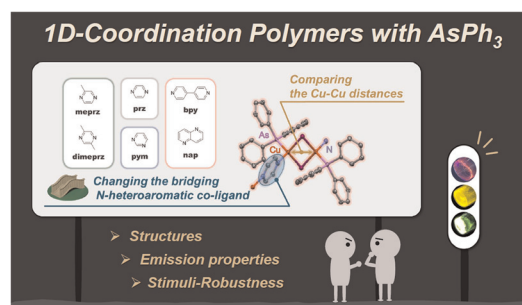 1D-Coordination Polymers with AsPh3
meprz
prz
bpy
dimeprz
pym
nap
Comparing
the Cu-Cu distances
As
Cu
N
Changing the bridging
N-heteroaromatic co-ligand
➢ Structures
➢ Emission properties
➢ Stimuli-Robustness